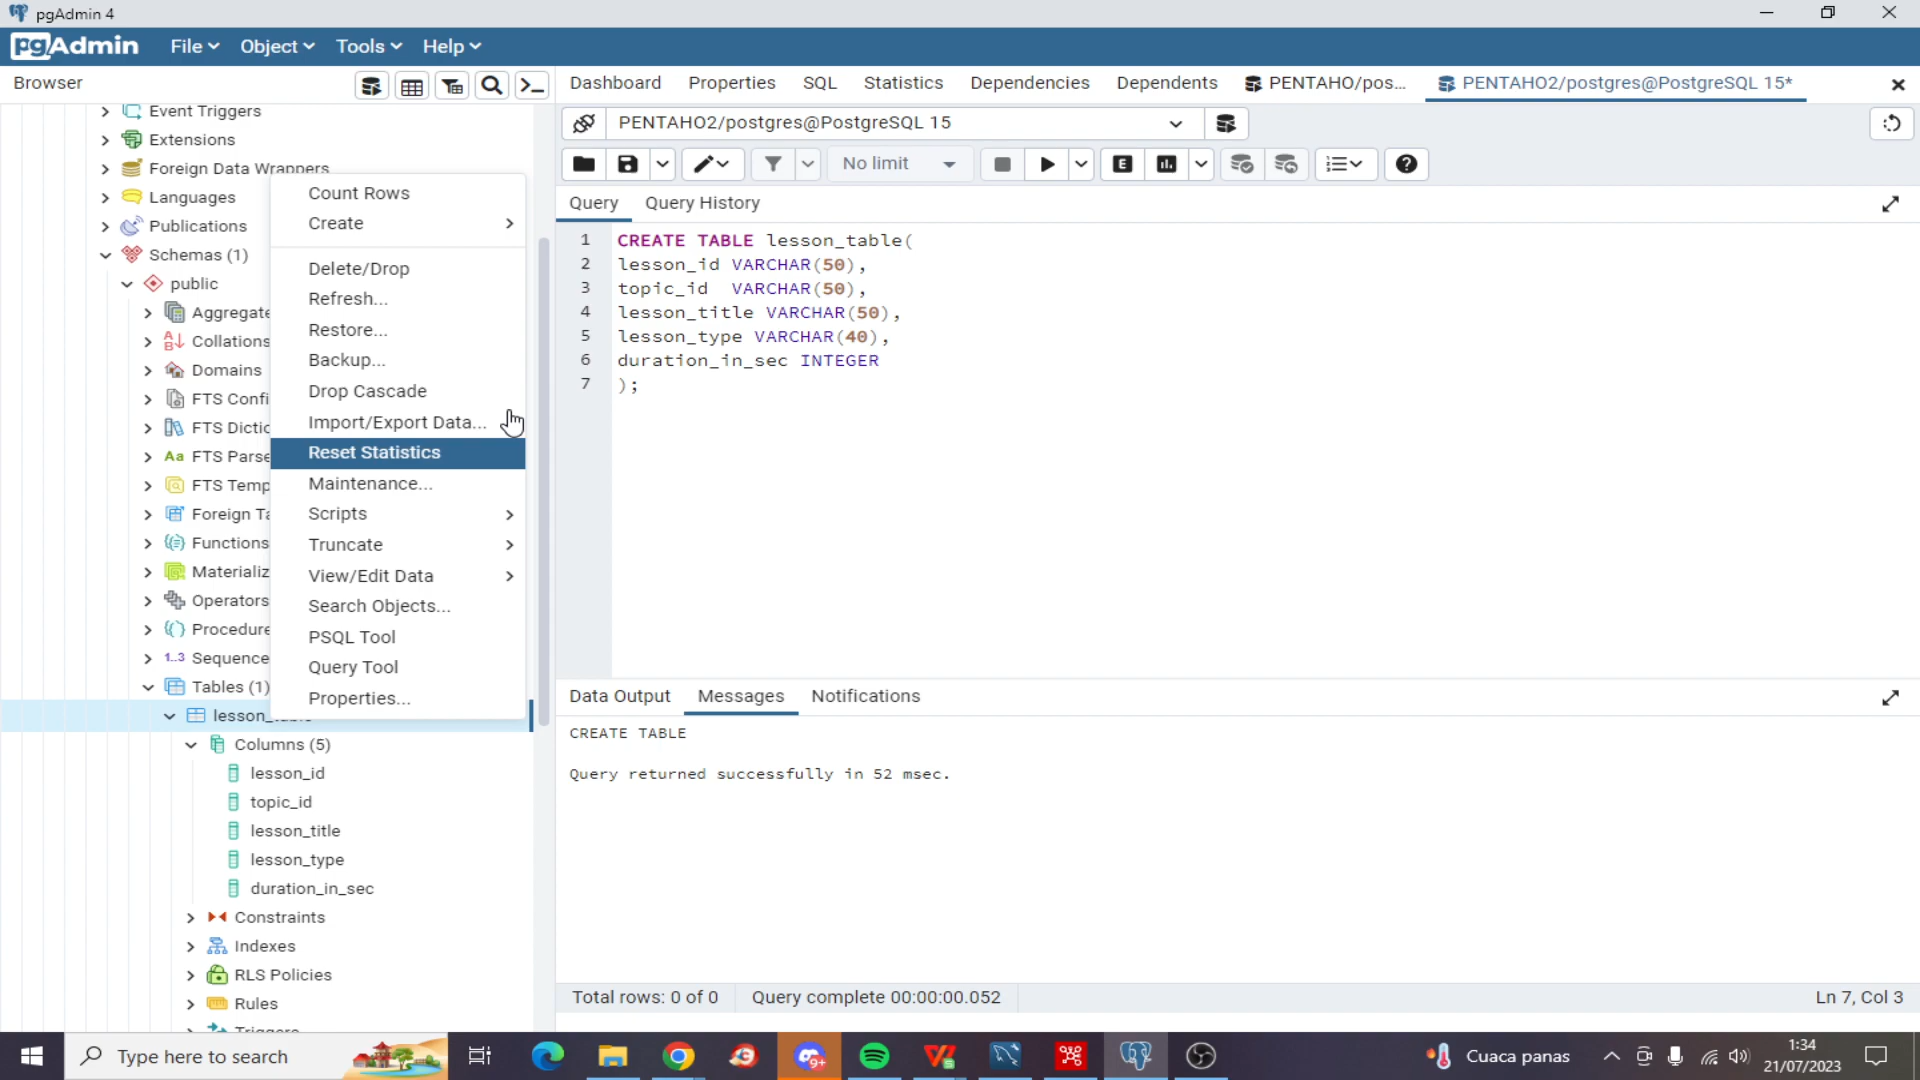 pgAdmin 4
pgAdmin File Object Tools Help
Browser
Dashboard Properties SQL Statistics Dependencies Dependents PENTAHO/pos... PENTAHO2/postgres@PostgreSQL 15*
Event Triggers
Extensions
Foreign Data Wrappers
Languages
Publications
Schemas (1)
public
Aggregate
Collations
Domains
FTS Confi
FTS Dictio
FTS Parse
FTS Temp
Foreign Ta
Functions
Materializ
Operators
Procedure
1..3 Sequence
Tables (1)
lesson_
Columns (5)
lesson_id
topic_id
lesson_title
lesson_type
duration_in_sec
Constraints
Indexes
RLS Policies
Rules
Triggers
Count Rows
Create
Delete/Drop
Refresh...
Restore...
Backup...
Drop Cascade
Import/Export Data...
Reset Statistics
Maintenance...
Scripts
Truncate
View/Edit Data
Search Objects...
PSQL Tool
Query Tool
Properties...
PENTAHO2/postgres@PostgreSQL 15
No limit
E
Query Query History
1 CREATE TABLE lesson_table(
2 lesson_id VARCHAR(50),
3 topic_id VARCHAR(50),
4 lesson_title VARCHAR(50),
5 lesson_type VARCHAR(40),
6 duration_in_sec INTEGER
7 );
Data Output Messages Notifications
CREATE TABLE
Query returned successfully in 52 msec.
Total rows: 0 of 0 Query complete 00:00:00.052 Ln 7, Col 3
Type here to search
9+
Cuaca panas
1:34
21/07/2023